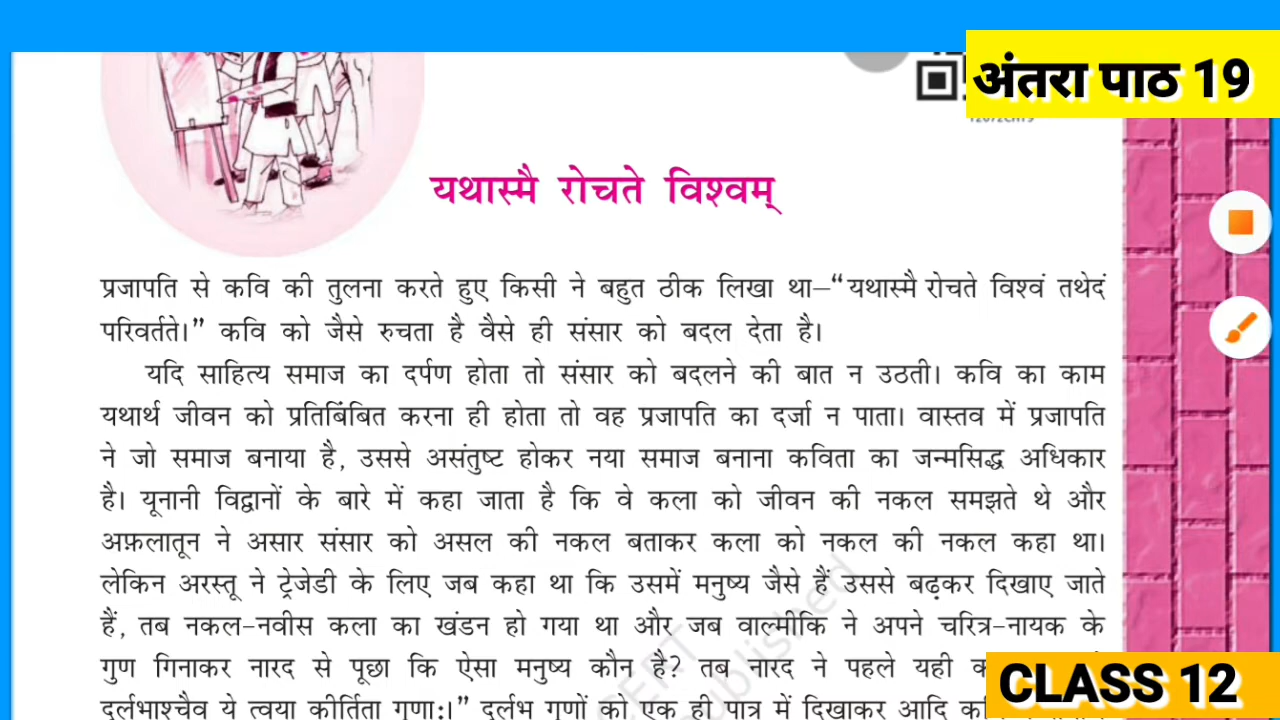 अंतरा पाठ 19
यथास्मै रोचते विश्वम्
प्रजापति से कवि की तुलना करते हुए किसी ने बहुत ठीक लिखा था–“यथास्मै रोचते विश्वं तथेदं
परिवर्तते।” कवि को जैसे रुचता है वैसे ही संसार को बदल देता है।
यदि साहित्य समाज का दर्पण होता तो संसार को बदलने की बात न उठती। कवि का काम
यथार्थ जीवन को प्रतिबिंबित करना ही होता तो वह प्रजापति का दर्जा न पाता। वास्तव में प्रजापति
ने जो समाज बनाया है, उससे असंतुष्ट होकर नया समाज बनाना कविता का जन्मसिद्ध अधिकार
है। यूनानी विद्वानों के बारे में कहा जाता है कि वे कला को जीवन की नकल समझते थे और
अफ़लातून ने असार संसार को असल की नकल बताकर कला को नकल की नकल कहा था।
लेकिन अरस्तू ने ट्रेजेडी के लिए जब कहा था कि उसमें मनुष्य जैसे हैं उससे बढ़कर दिखाए जाते
हैं, तब नकल-नवीस कला का खंडन हो गया था और जब वाल्मीकि ने अपने चरित्र-नायक के
गुण गिनाकर नारद से पूछा कि ऐसा मनुष्य कौन है? तब नारद ने पहले यही
दुर्लभाश्चैव ये त्वया कीर्तिता गुणा:।” दुर्लभ गुणों को एक ही पात्र में दिखाकर आदि
published
CLASS 12